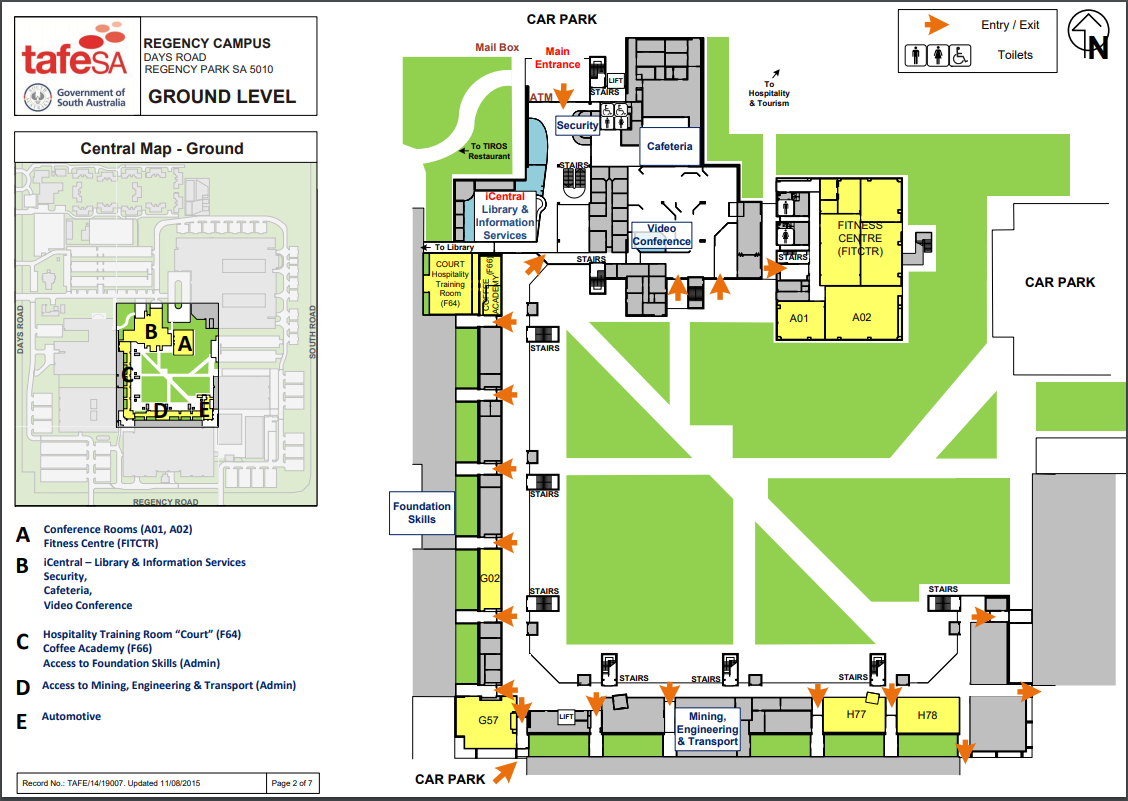 tafeSA
Government of
South Australia
REGENCY CAMPUS
DAYS ROAD
REGENCY PARK SA 5010
GROUND LEVEL
Central Map - Ground
DAYS ROAD
SOUTH ROAD
REGENCY ROAD
B
A
C
D
E
A Conference Rooms (A01, A02)
Fitness Centre (FITCTR)
B iCentral – Library & Information Services
Security,
Cafeteria,
Video Conference
C Hospitality Training Room “Court” (F64)
Coffee Academy (F66)
Access to Foundation Skills (Admin)
D Access to Mining, Engineering & Transport (Admin)
E Automotive
Record No.: TAFE/14/19007. Updated 11/08/2015
Page 2 of 7
CAR PARK
Mail Box
Main
Entrance
ATM
LIFT
STAIRS
Security
Cafeteria
To TIROS
Restaurant
STAIRS
iCentral
Library &
Information
Services
Video
Conference
To Library
STAIRS
COURT
Hospitality
Training
Room
(F64)
COFFEE
ACADEMY (F66)
To
Hospitality
& Tourism
Entry / Exit
Toilets
N
STAIRS
FITNESS
CENTRE
(FITCTR)
A01
A02
CAR PARK
STAIRS
STAIRS
Foundation
Skills
G02
STAIRS
STAIRS
STAIRS
STAIRS
STAIRS
G57
LIFT
Mining,
Engineering
& Transport
H77
H78
CAR PARK